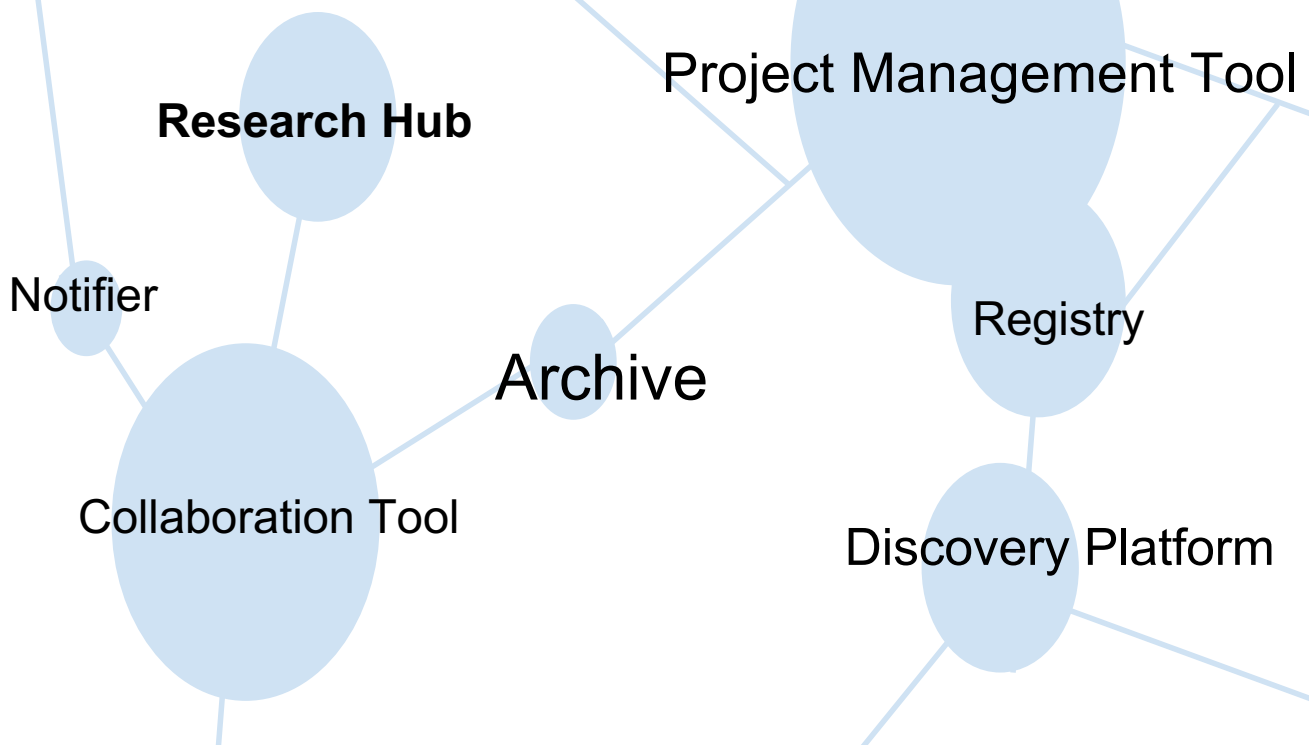 Project Management Tool
Research Hub
Notifier
Registry
Archive
Collaboration Tool
Discovery Platform